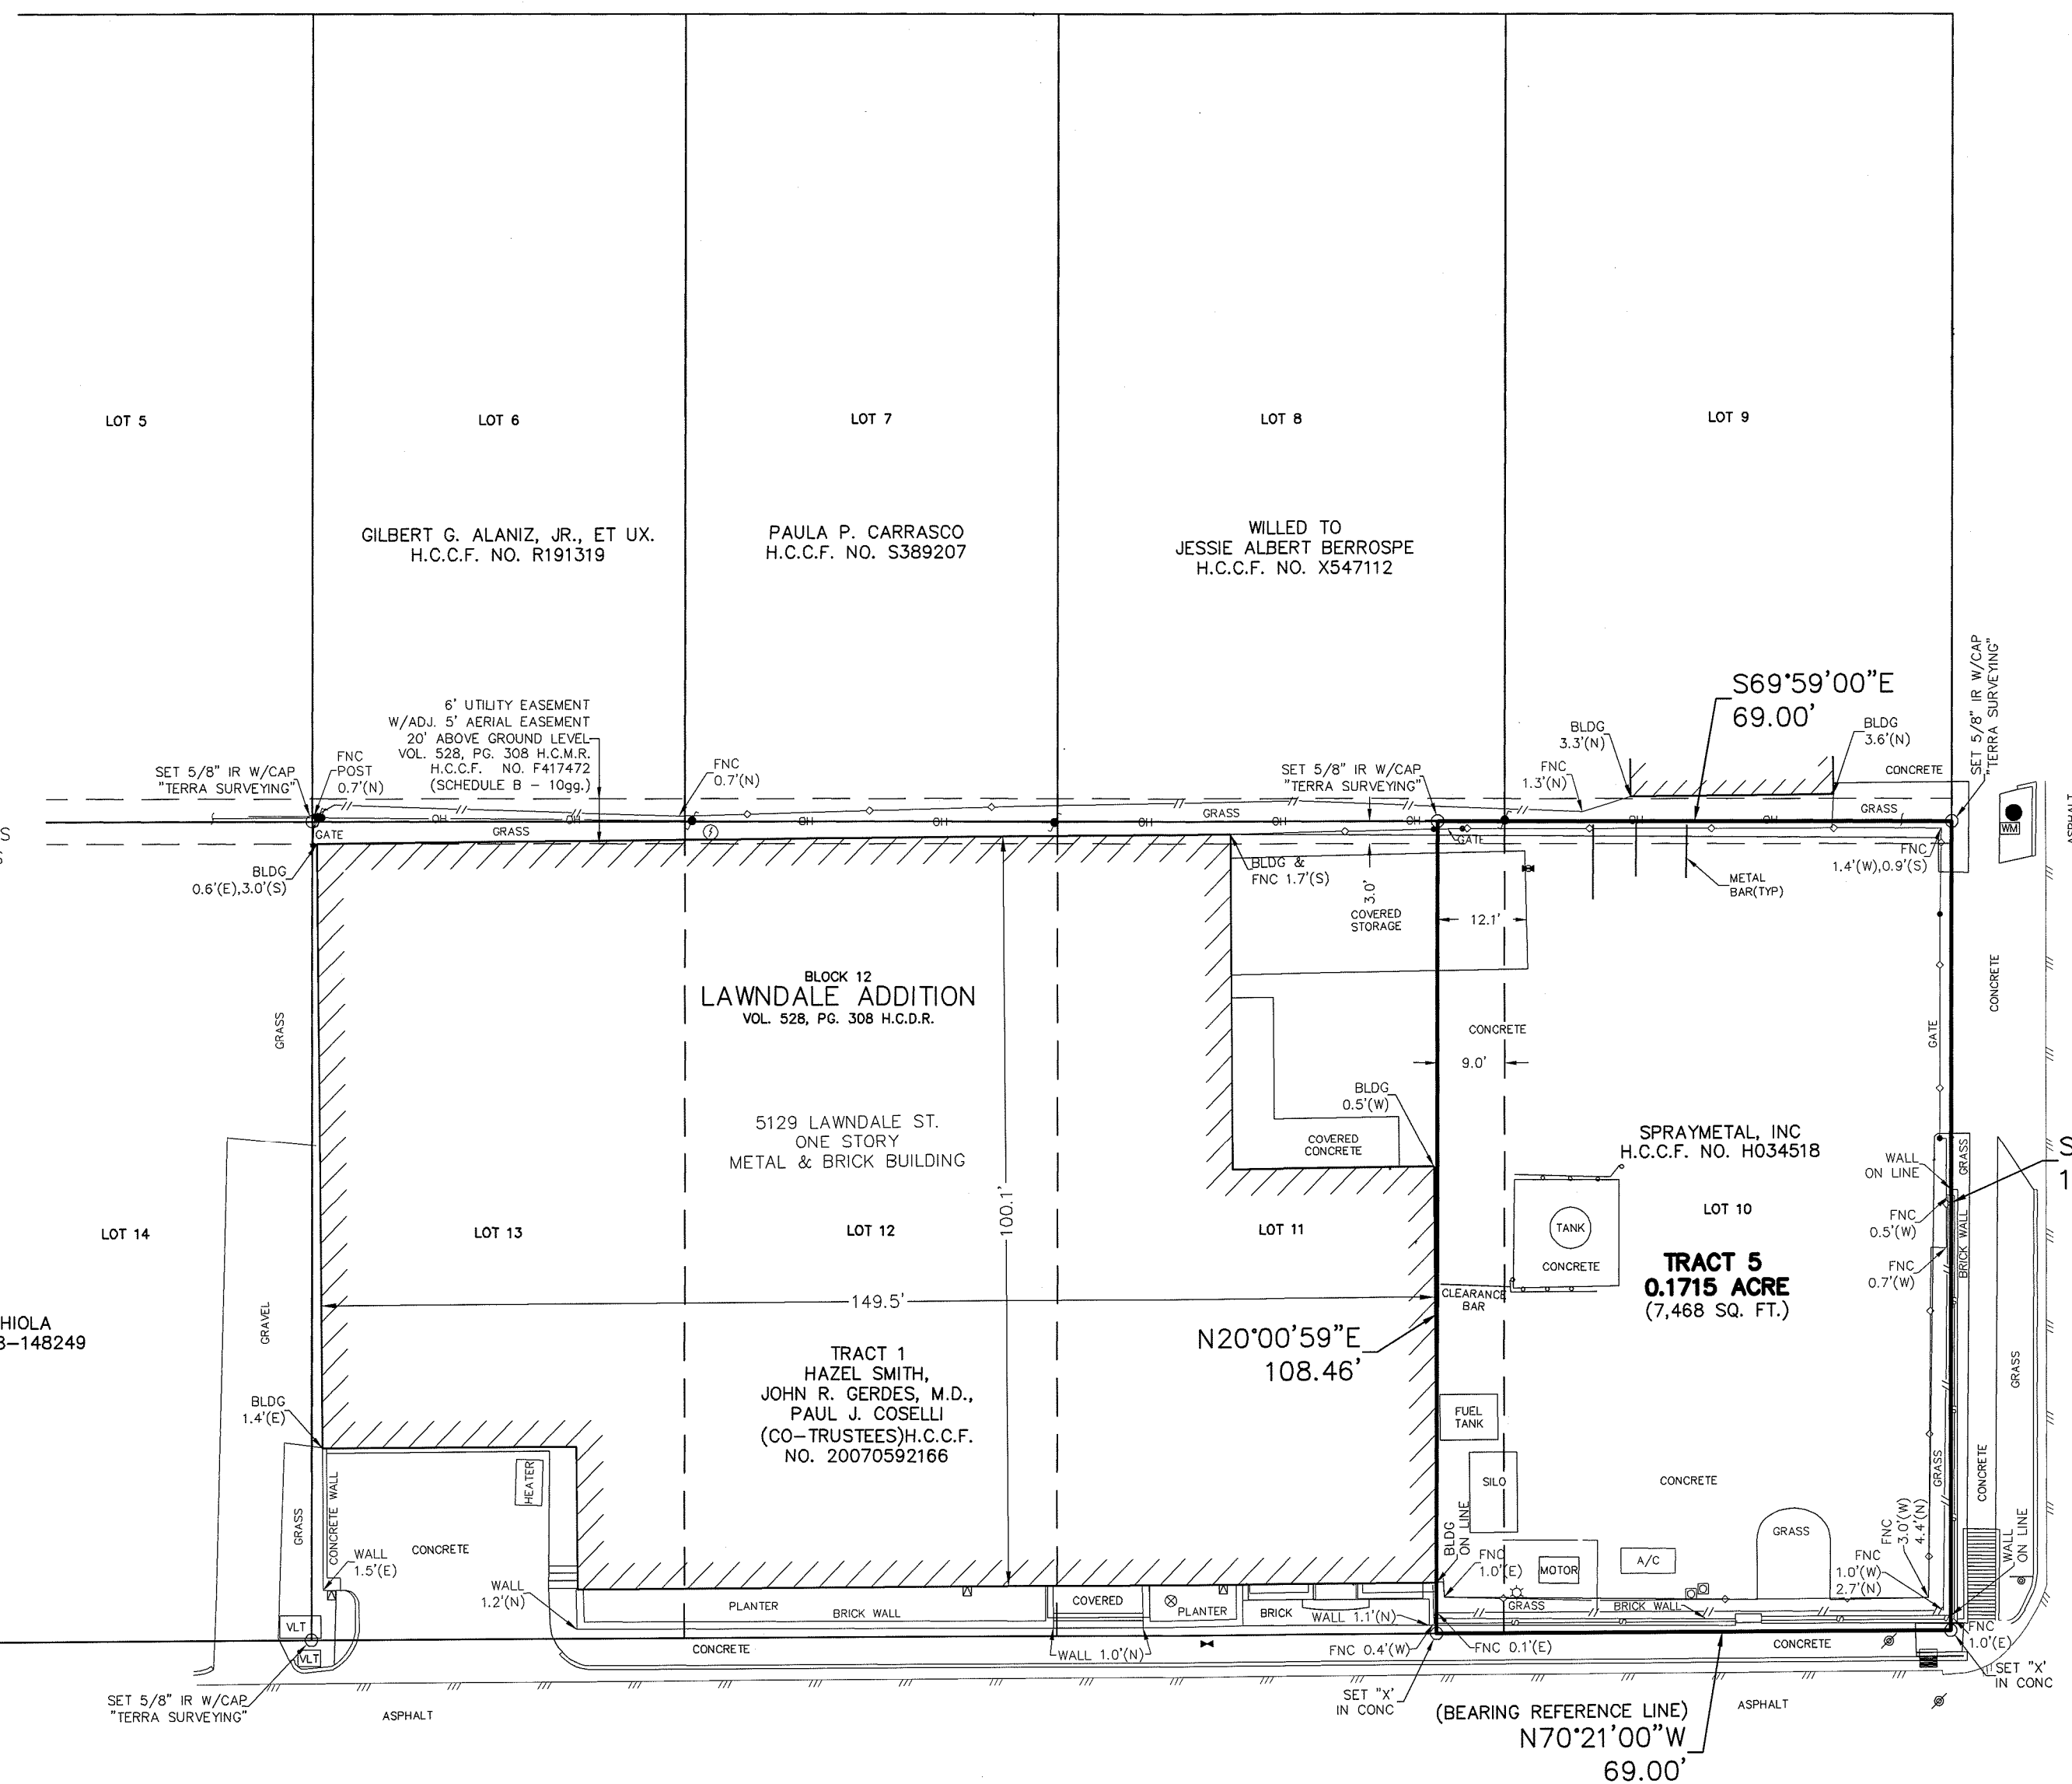 LOT 5
LOT 6
LOT 7
LOT 8
LOT 9
GILBERT G. ALANIZ, JR., ET UX.
H.C.C.F. NO. R191319
PAULA P. CARRASCO
H.C.C.F. NO. S389207
WILLED TO
JESSIE ALBERT BERROSPE
H.C.C.F. NO. X547112
S69°59'00"E
69.00'
SET 5/8" IR W/CAP
"TERRA SURVEYING"
6' UTILITY EASEMENT
W/ADJ. 5' AERIAL EASEMENT
20' ABOVE GROUND LEVEL
VOL. 528, PG. 308 H.C.M.R.
H.C.C.F. NO. F417472
(SCHEDULE B - 10gg.)
SET 5/8" IR W/CAP
"TERRA SURVEYING"
FNC
POST
0.7'(N)
FNC
0.7'(N)
SET 5/8" IR W/CAP
"TERRA SURVEYING"
FNC
1.3'(N)
BLDG
3.3'(N)
BLDG
3.6'(N)
CONCRETE
GRASS
WM
ASPHALT
S
GATE
GRASS
OH
OH
OH
OH
OH
GRASS
OH
OH
OH
OH
GATE
BLDG
0.6'(E),3.0'(S)
BLDG &
FNC 1.7'(S)
3.0'
COVERED
STORAGE
12.1'
METAL
BAR(TYP)
FNC
1.4'(W),0.9'(S)
BLOCK 12
LAWNDALE ADDITION
VOL. 528, PG. 308 H.C.D.R.
GRASS
CONCRETE
9.0'
GATE
CONCRETE
5129 LAWNDALE ST.
ONE STORY
METAL & BRICK BUILDING
100.1'
BLDG
0.5'(W)
COVERED
CONCRETE
SPRAYMETAL, INC
H.C.C.F. NO. H034518
WALL
ON LINE
GRASS
S
1
LOT 14
LOT 13
LOT 12
LOT 11
LOT 10
TANK
CONCRETE
FNC
0.5'(W)
FNC
0.7'(W)
BRICK WALL
TRACT 5
0.1715 ACRE
(7,468 SQ. FT.)
149.5'
CLEARANCE
BAR
HIOLA
3-148249
GRAVEL
N20°00'59"E
108.46'
TRACT 1
HAZEL SMITH,
JOHN R. GERDES, M.D.,
PAUL J. COSELLI
(CO-TRUSTEES)H.C.C.F.
NO. 20070592166
GRASS
BLDG
1.4'(E)
FUEL
TANK
SILO
CONCRETE
GRASS
CONCRETE
HEATER
GRASS
CONCRETE WALL
CONCRETE
WALL
1.5'(E)
WALL
1.2'(N)
BLDG
ON LINE
FNC
1.0'(E)
MOTOR
A/C
GRASS
FNC
3.0'(W)
4.4'(N)
FNC
1.0'(W)
2.7'(N)
WALL
ON LINE
PLANTER
BRICK WALL
COVERED
PLANTER
BRICK
WALL 1.1'(N)
GRASS
BRICK WALL
VLT
VLT
CONCRETE
WALL 1.0'(N)
FNC 0.4'(W)
FNC 0.1'(E)
CONCRETE
FNC
1.0'(E)
SET 5/8" IR W/CAP
"TERRA SURVEYING"
ASPHALT
SET "X'
IN CONC
ASPHALT
SET "X'
IN CONC
(BEARING REFERENCE LINE)
N70°21'00"W
69.00'